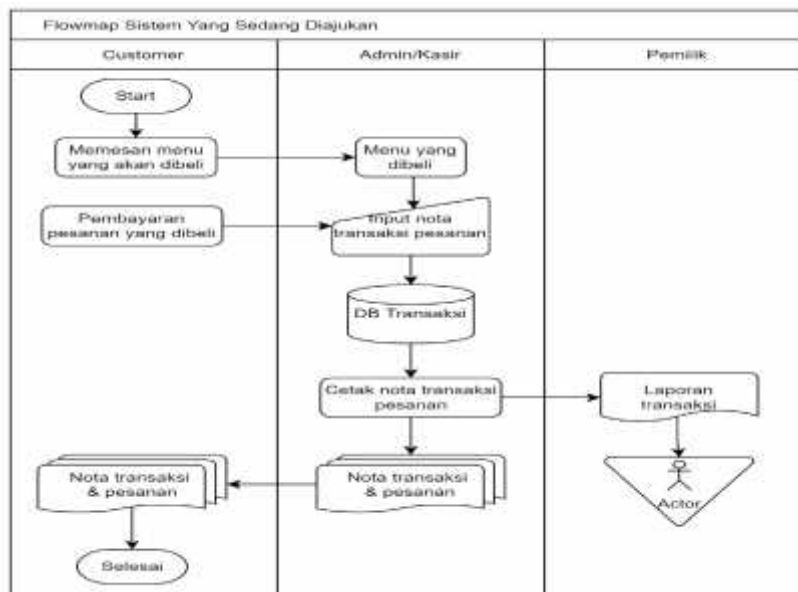 Flowmap Sistem Yang Sedang Diajukan
Customer
Admin/Kasir
Pemilik
Start
Memesan menu
yang akan dibeli
Menu yang
dibeli
Pembayaran
pesanan yang dibeli
Input nota
transaksi pesanan
DB Transaksi
Cetak nota transaksi
pesanan
Laporan
transaksi
Nota transaksi
& pesanan
Nota transaksi
& pesanan
Actor
Selesai